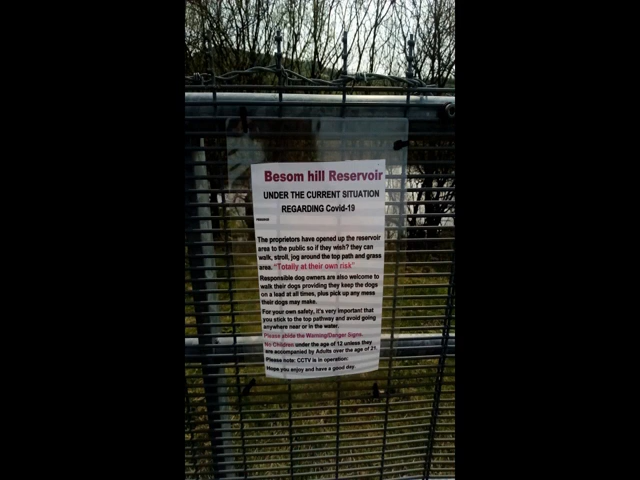 Besom hill Reservoir
UNDER THE CURRENT SITUATION
REGARDING Covid-19
The proprietors have opened up the reservoir
area to the public so if they wish? they can
walk, stroll, jog around the top path and grass
area. "Totally at their own risk"
Responsible dog owners are also welcome to
walk their dogs providing they keep the dogs
on a lead at all times, plus pick up any mess
their dogs may make.
For your own safety, it's very important that
you stick to the top pathway and avoid going
anywhere near or in the water.
Please abide the Warning/Danger Signs.
No Children under the age of 12 unless they
are accompanied by Adults over the age of 21.
Please note: CCTV is in operation:
Hope you enjoy and have a good day